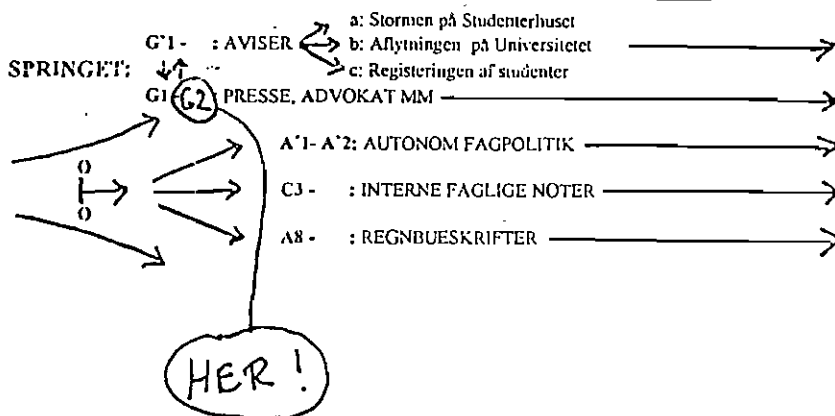 a: Stormen på Studenterhuset
G'1 - : AVISER b: Aflytningen på Universitetet
SPRINGET: c: Registeringen af studenter
G1 - G2 PRESSE, ADVOKAT MM
A'1- A'2: AUTONOM FAGPOLITIK
O
C3 - : INTERNE FAGLIGE NOTER
O
A8 - : REGNBUESKRIFTER
HER !